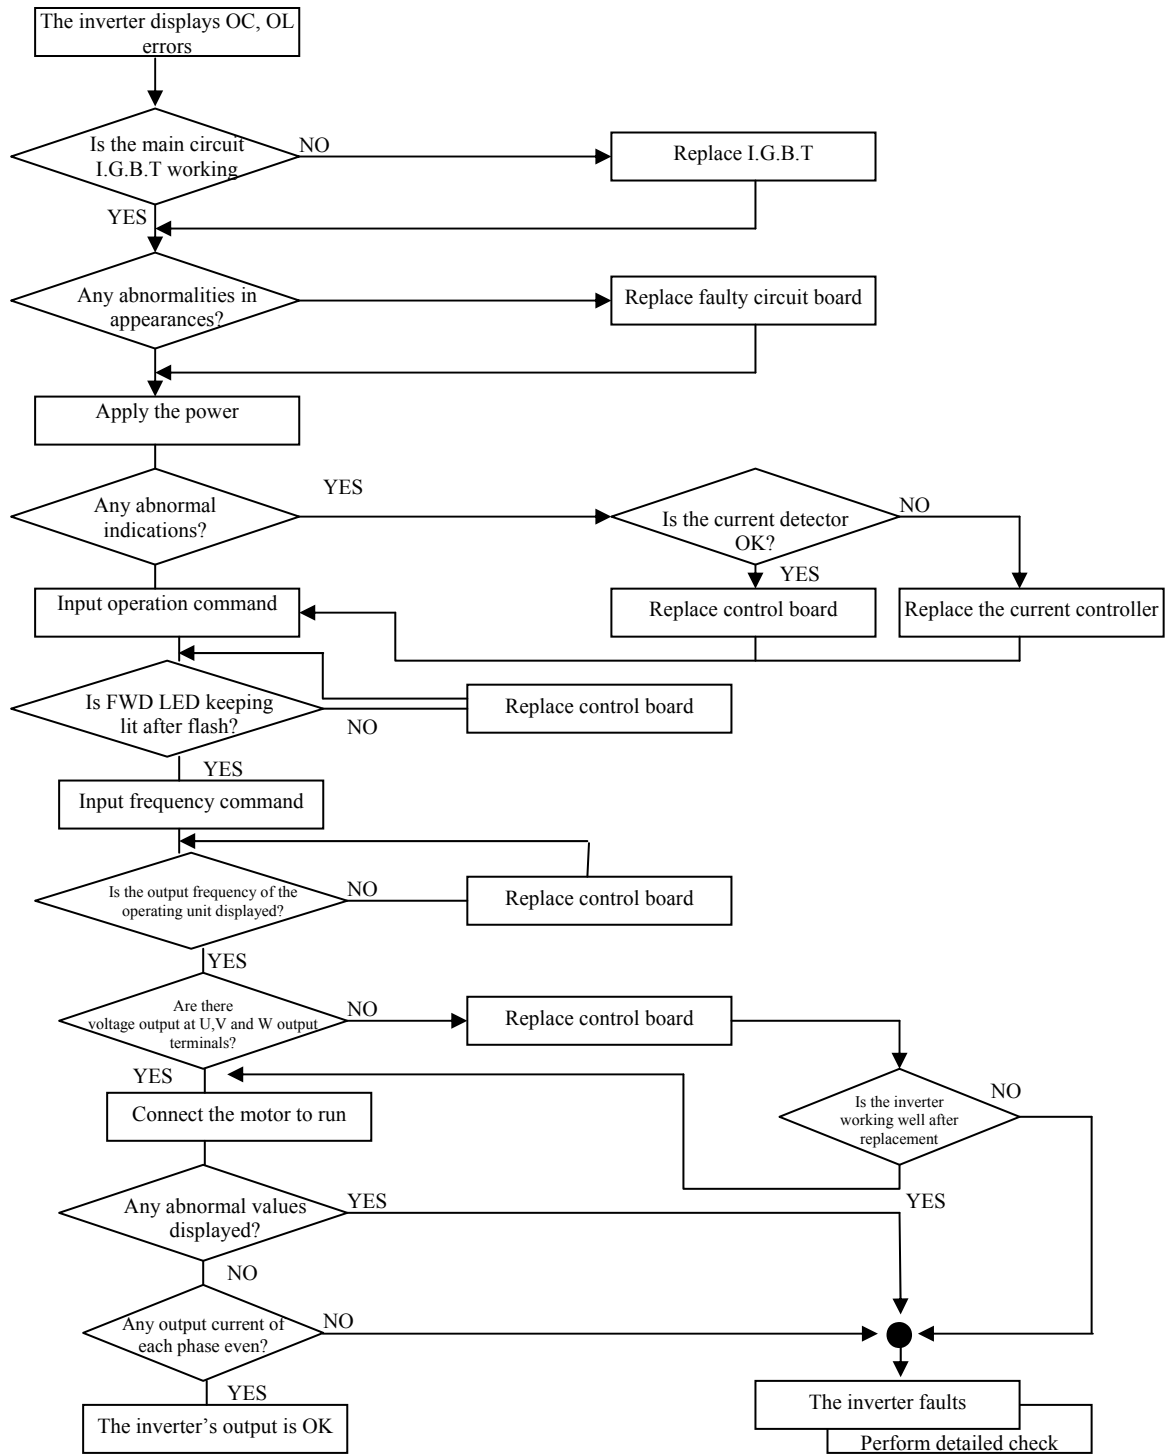 The inverter displays OC, OL
errors
Is the main circuit
I.G.B.T working
NO
Replace I.G.B.T
YES
Any abnormalities in
appearances?
Replace faulty circuit board
Apply the power
Any abnormal
indications?
YES
Is the current detector
OK?
NO
YES
Input operation command
Replace control board
Replace the current controller
Is FWD LED keeping
lit after flash?
NO
Replace control board
YES
Input frequency command
Is the output frequency of the
operating unit displayed?
NO
Replace control board
YES
Are there
voltage output at U,V and W output
terminals?
NO
Replace control board
YES
Connect the motor to run
Is the inverter
working well after
replacement
NO
YES
Any abnormal values
displayed?
YES
NO
Any output current of
each phase even?
NO
YES
The inverter's output is OK
The inverter faults
Perform detailed check